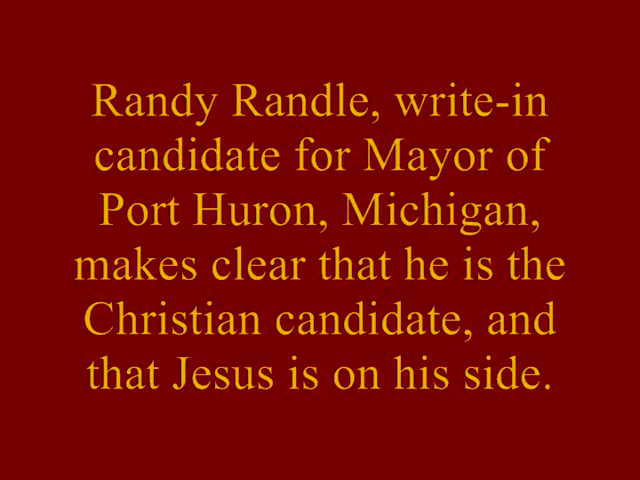 Randy Randle, write-in
candidate for Mayor of
Port Huron, Michigan,
makes clear that he is the
Christian candidate, and
that Jesus is on his side.